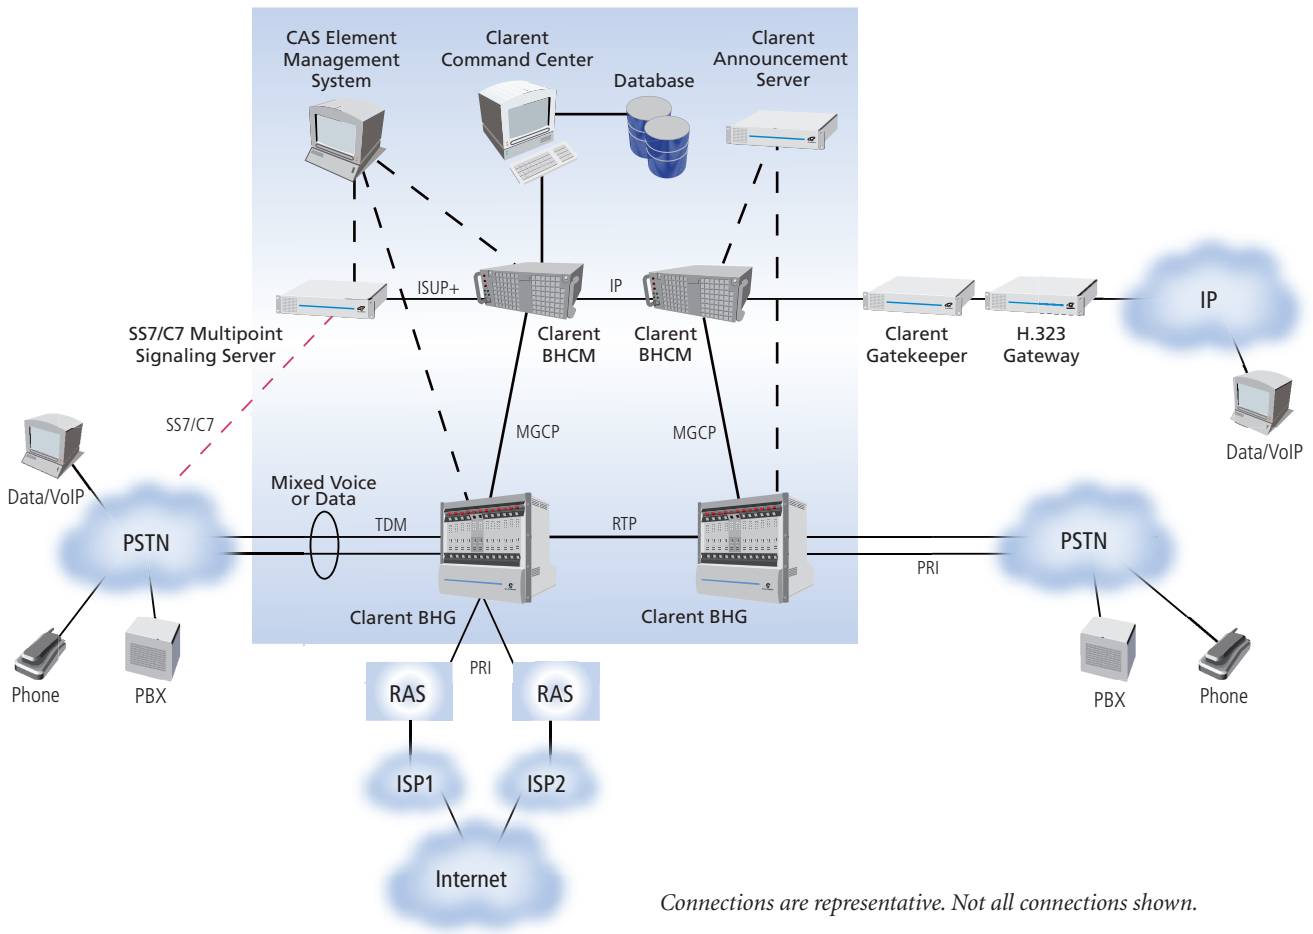 CAS Element
Management
System
Clarent
Command Center
Database
Clarent
Announcement
Server
ISUP+
IP
SS7/C7 Multipoint
Signaling Server
Clarent
BHCM
Clarent
BHCM
Clarent
Gatekeeper
H.323
Gateway
IP
SS7/C7
MGCP
MGCP
Data/VoIP
Data/VoIP
Mixed Voice
or Data
TDM
RTP
PSTN
PSTN
PRI
Clarent BHG
Clarent BHG
Phone
PBX
PRI
RAS
RAS
PBX
Phone
ISP1
ISP2
Internet
Connections are representative. Not all connections shown.